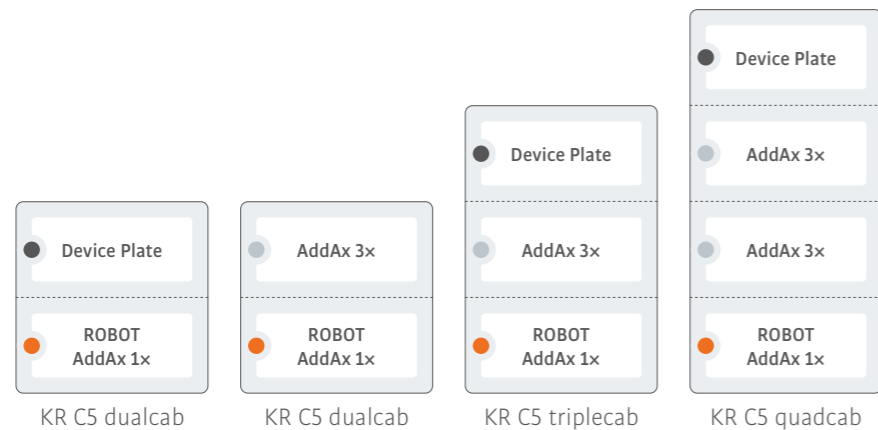 Device Plate
ROBOT
AddAx 1×
KR C5 dualcab
AddAx 3×
ROBOT
AddAx 1×
KR C5 dualcab
Device Plate
AddAx 3×
ROBOT
AddAx 1×
KR C5 triplecab
Device Plate
AddAx 3×
AddAx 3×
ROBOT
AddAx 1×
KR C5 quadcab